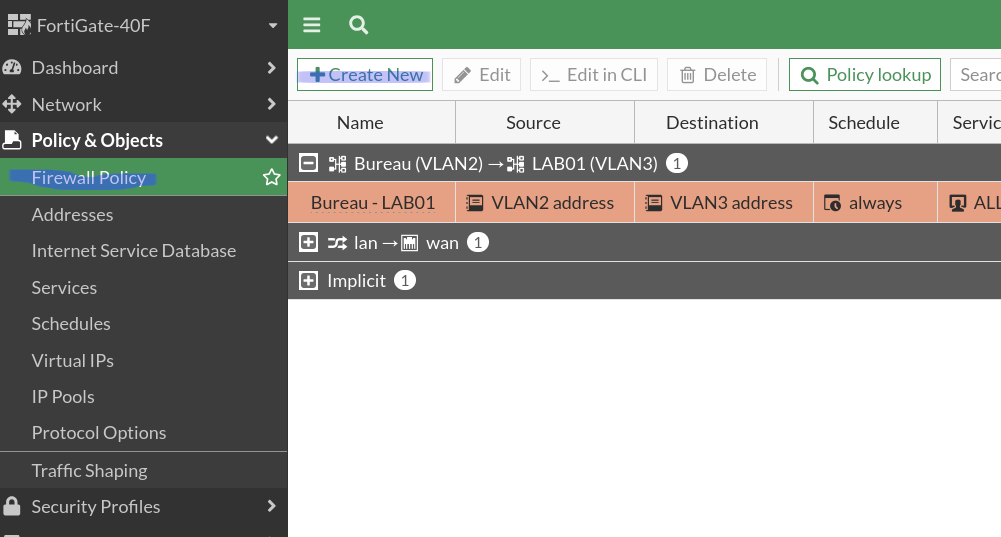 FortiGate-40F
Dashboard
Network
Policy & Objects
Firewall Policy
Addresses
Internet Service Database
Services
Schedules
Virtual IPs
IP Pools
Protocol Options
Traffic Shaping
Security Profiles
+Create New Edit >_ Edit in CLI Delete Policy lookup Searc
Name Source Destination Schedule Servic
Bureau (VLAN2) → LAB01 (VLAN3) 1
Bureau - LAB01 VLAN2 address VLAN3 address always ALL
lan → wan 1
Implicit 1